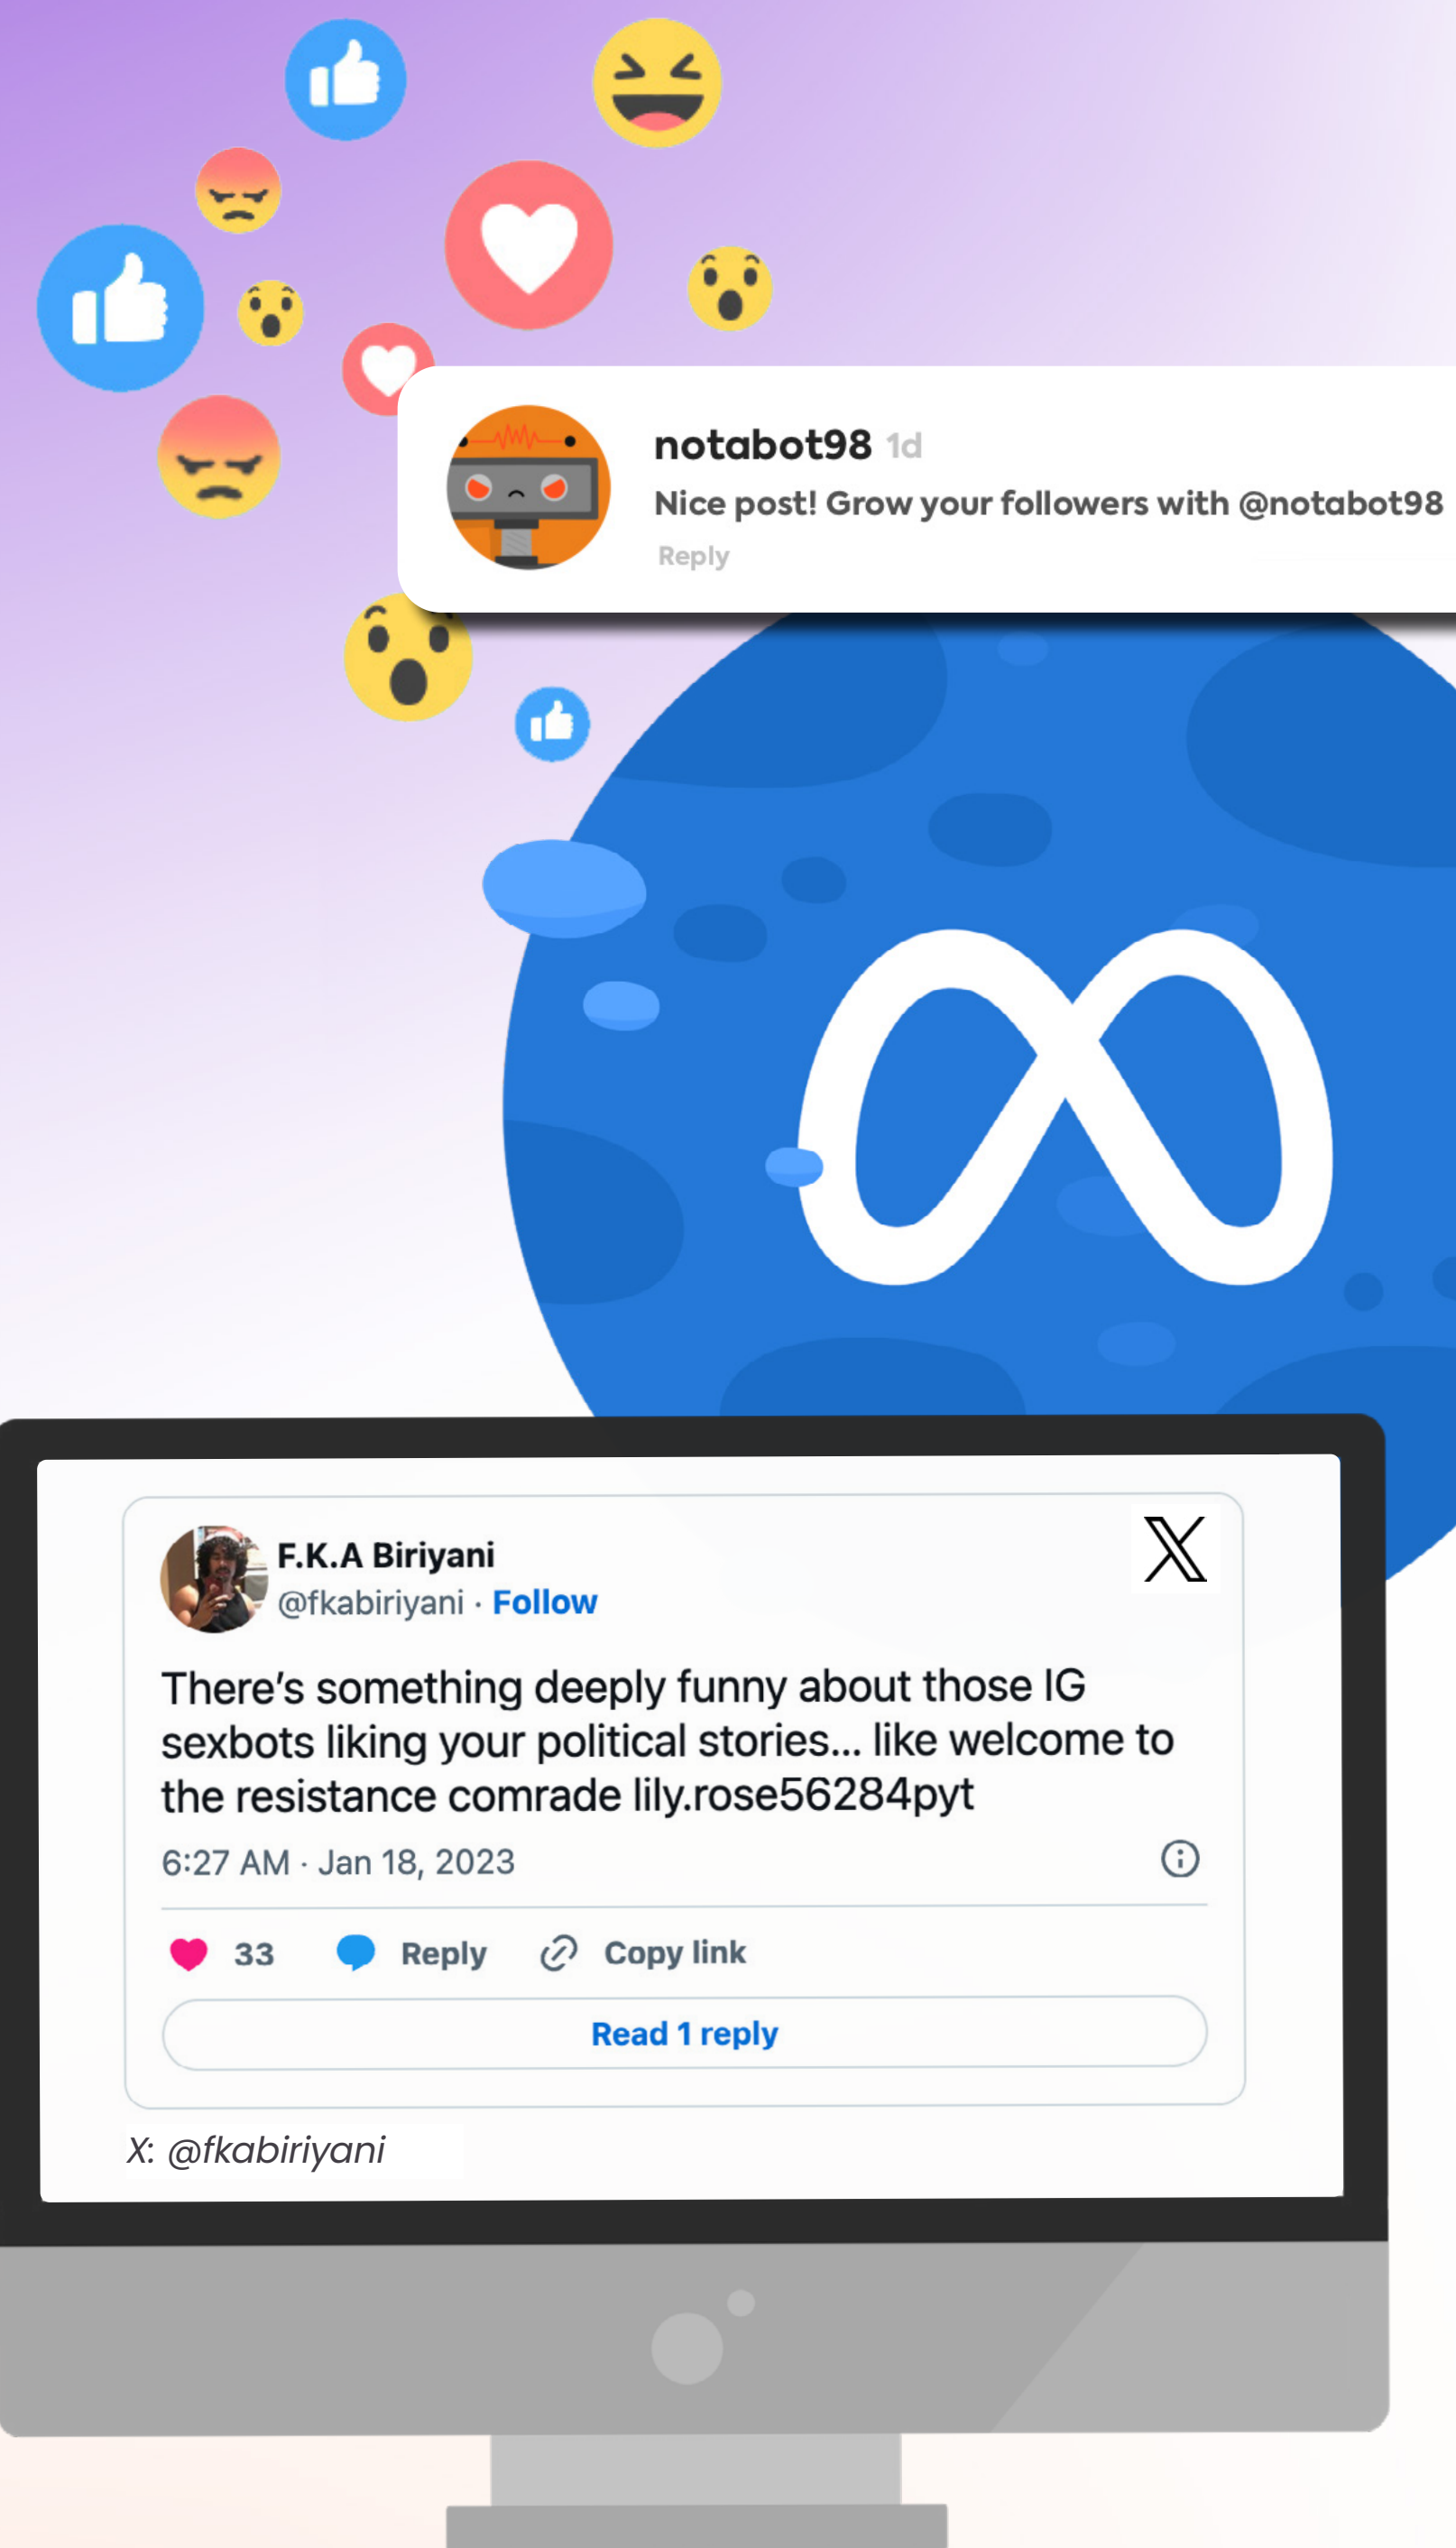 notabot98 1d
Nice post! Grow your followers with @notabot98
Reply
F.K.A Biriyani
@fkabiriyani · Follow
There’s something deeply funny about those IG
sexbots liking your political stories... like welcome to
the resistance comrade lily.rose56284pyt
6:27 AM · Jan 18, 2023
33 Reply Copy link
Read 1 reply
X: @fkabiriyani